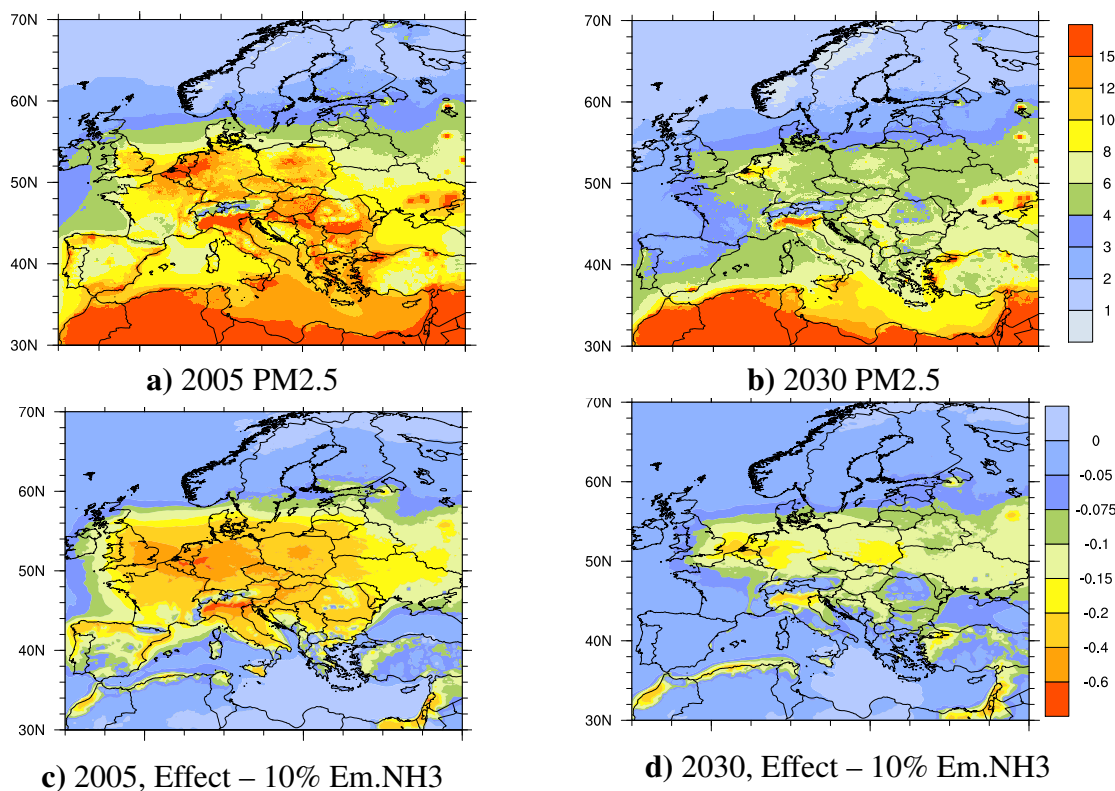 70N
60N
50N
40N
30N
a) 2005 PM2.5
70N
60N
50N
40N
30N
b) 2030 PM2.5
15
12
10
8
6
4
3
2
1
70N
60N
50N
40N
30N
c) 2005, Effect – 10% Em.NH3
70N
60N
50N
40N
30N
d) 2030, Effect – 10% Em.NH3
0
-0.05
-0.075
-0.1
-0.15
-0.2
-0.4
-0.6